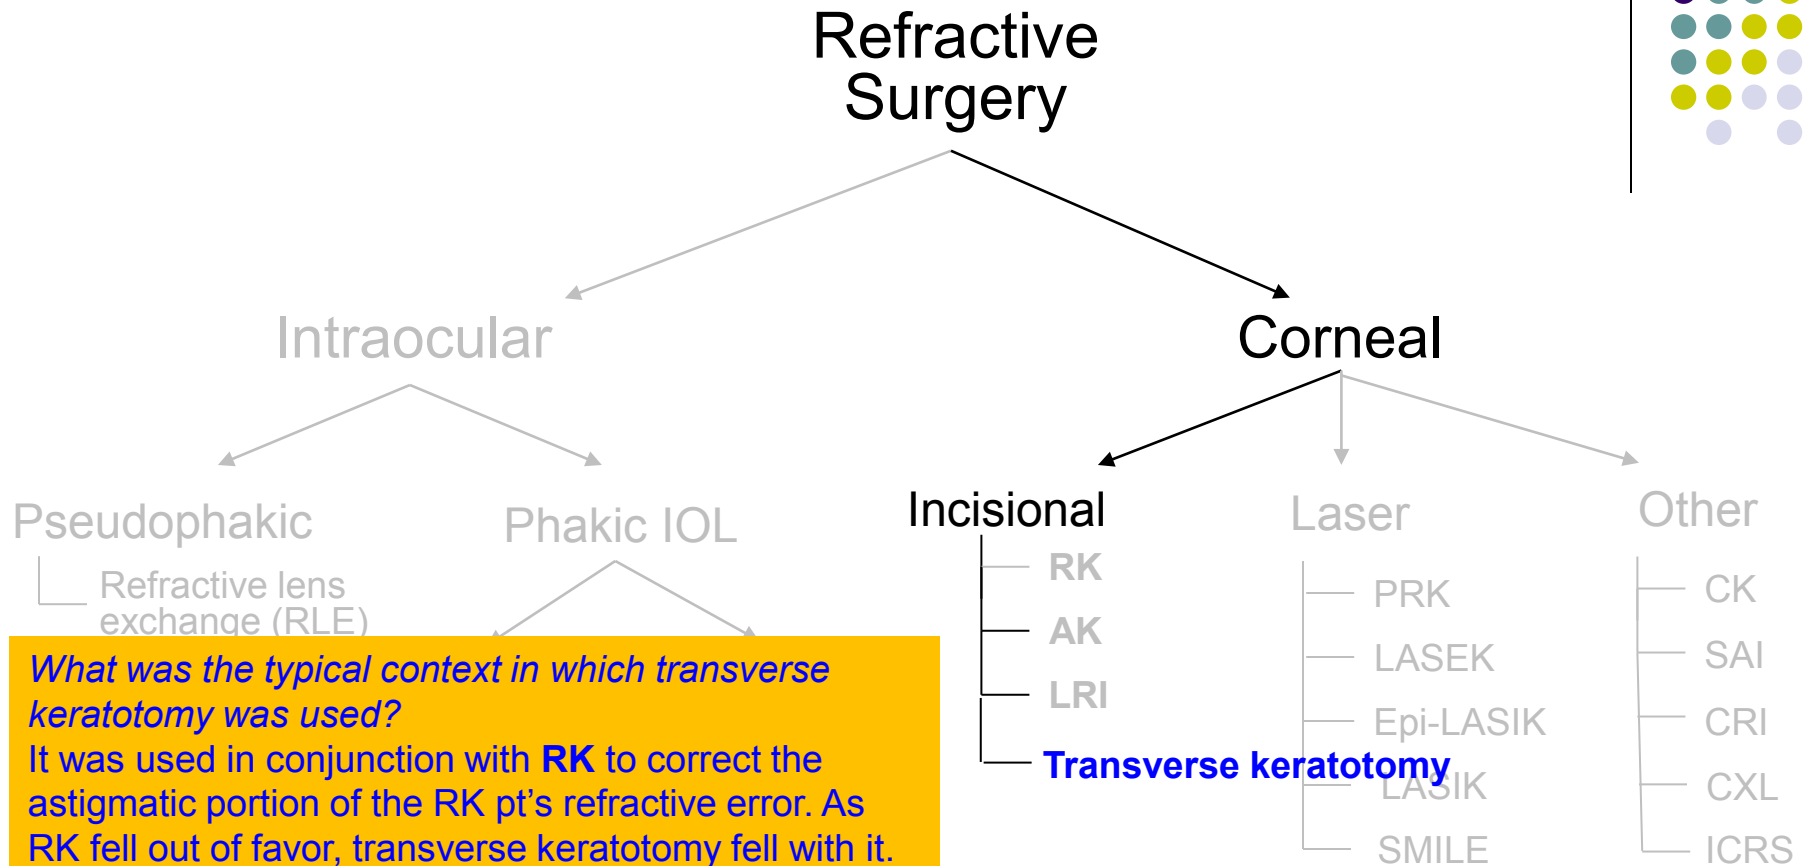 Refractive
Surgery
Intraocular
Corneal
Pseudophakic
Phakic IOL
Incisional
Laser
Other
Refractive lens
exchange (RLE)
RK
AK
LRI
Transverse keratotomy
PRK
LASEK
Epi-LASIK
LASIK
SMILE
CK
SAI
CRI
CXL
ICRS
What was the typical context in which transverse
keratotomy was used?
It was used in conjunction with RK to correct the
astigmatic portion of the RK pt’s refractive error. As
RK fell out of favor, transverse keratotomy fell with it.